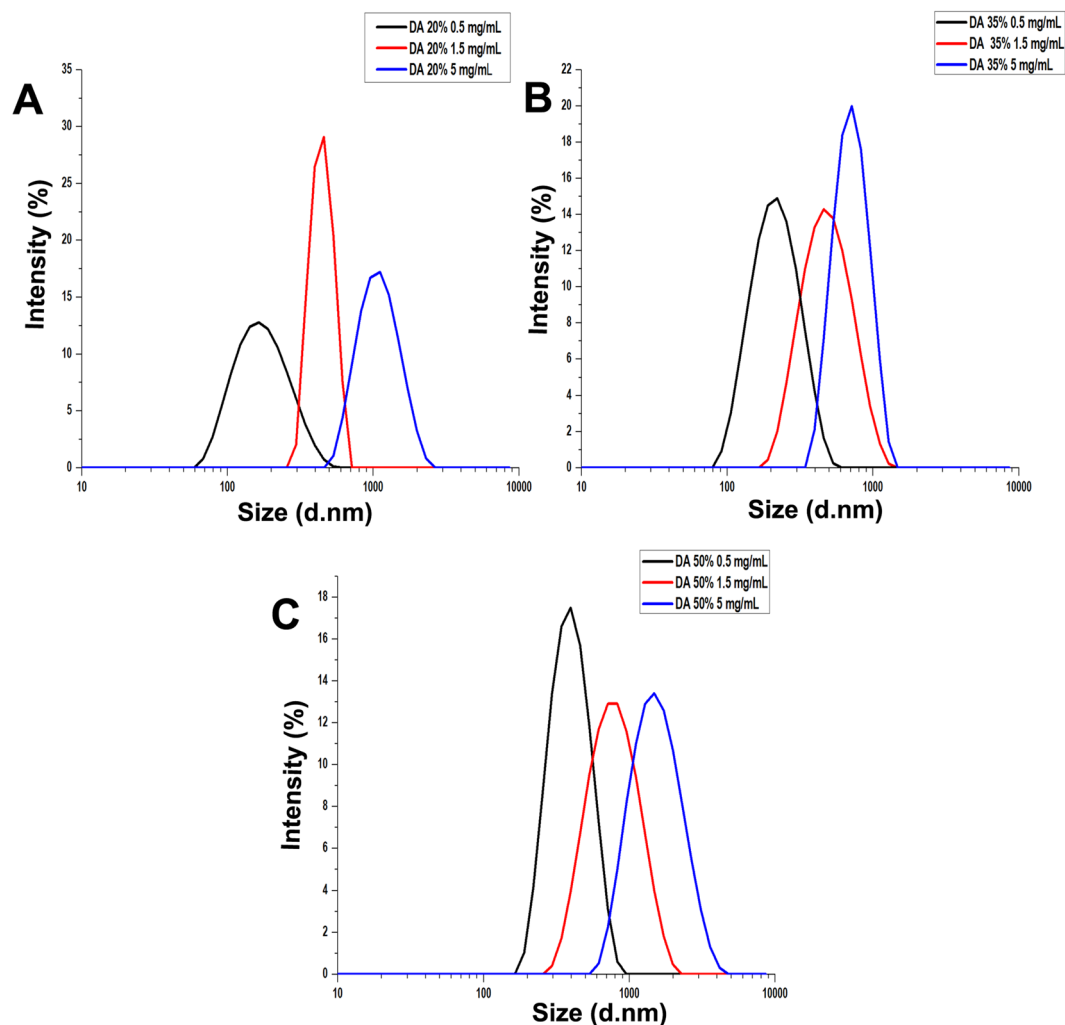 A
DA 20% 0.5 mg/mL
DA 20% 1.5 mg/mL
DA 20% 5 mg/mL
Intensity (%)
35
30
25
20
15
10
5
0
10
100
1000
10000
Size (d.nm)
B
DA 35% 0.5 mg/mL
DA 35% 1.5 mg/mL
DA 35% 5 mg/mL
Intensity (%)
22
20
18
16
14
12
10
8
6
4
2
0
10
100
1000
10000
Size (d.nm)
C
DA 50% 0.5 mg/mL
DA 50% 1.5 mg/mL
DA 50% 5 mg/mL
Intensity (%)
18
16
14
12
10
8
6
4
2
0
10
100
1000
10000
Size (d.nm)